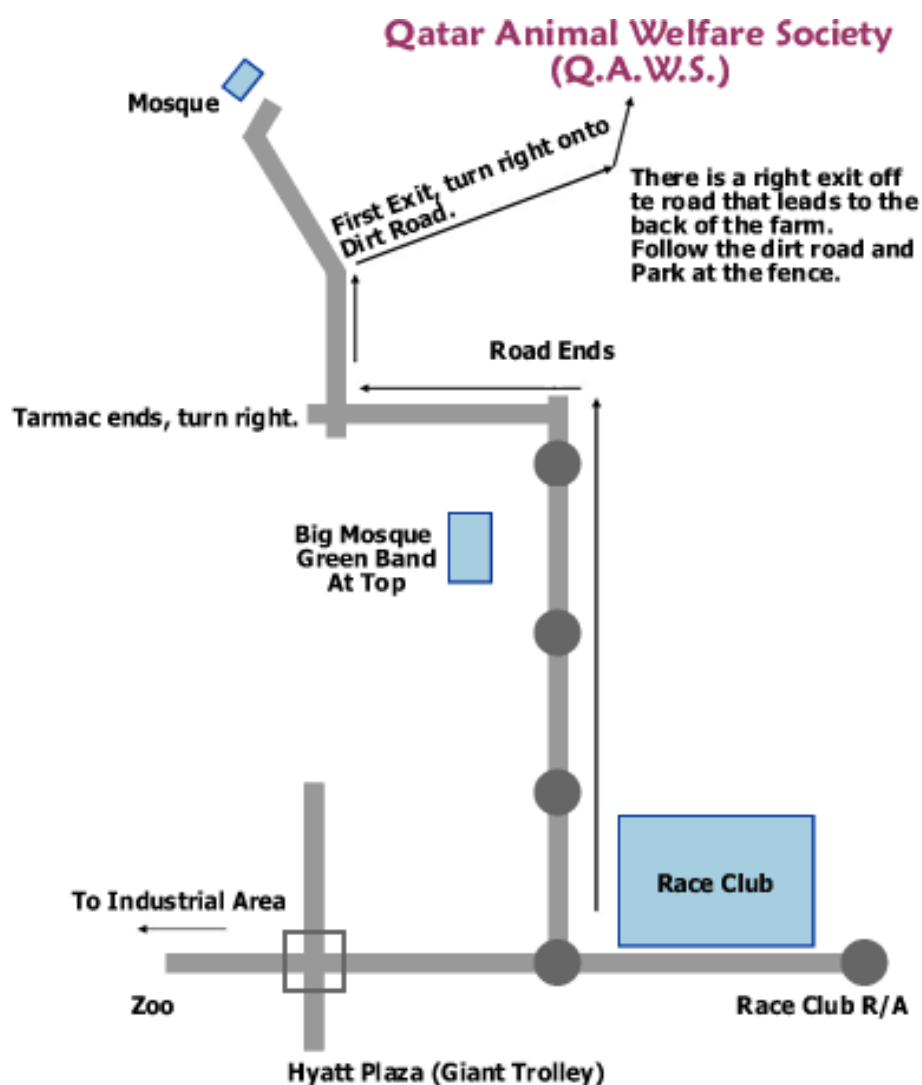 Qatar Animal Welfare Society
(Q.A.W.S.)
Mosque
First Exit, turn right onto
Dirt Road.
There is a right exit off
te road that leads to the
back of the farm.
Follow the dirt road and
Park at the fence.
Road Ends
Tarmac ends, turn right.
Big Mosque
Green Band
At Top
Race Club
To Industrial Area
Zoo
Race Club R/A
Hyatt Plaza (Giant Trolley)